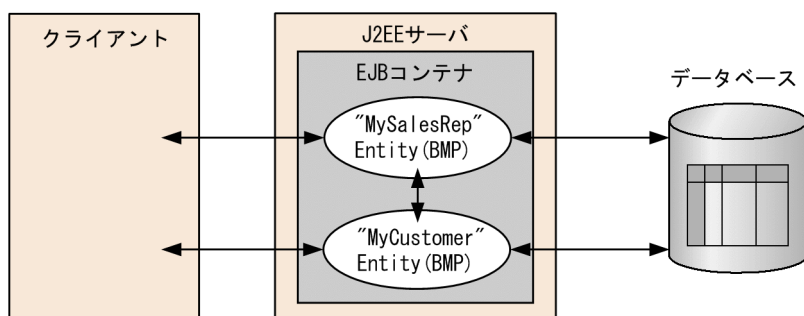 クライアント
J2EEサーバ
EJBコンテナ
データベース
"MySalesRep"
Entity(BMP)
"MyCustomer"
Entity(BMP)